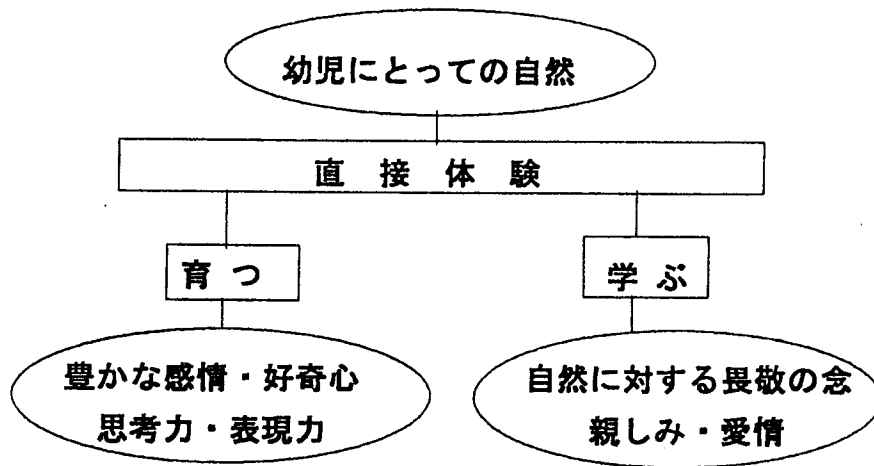 幼児にとっての自然
直接体験
育つ
学ぶ
豊かな感情・好奇心
思考力・表現力
自然に対する畏敬の念
親しみ・愛情